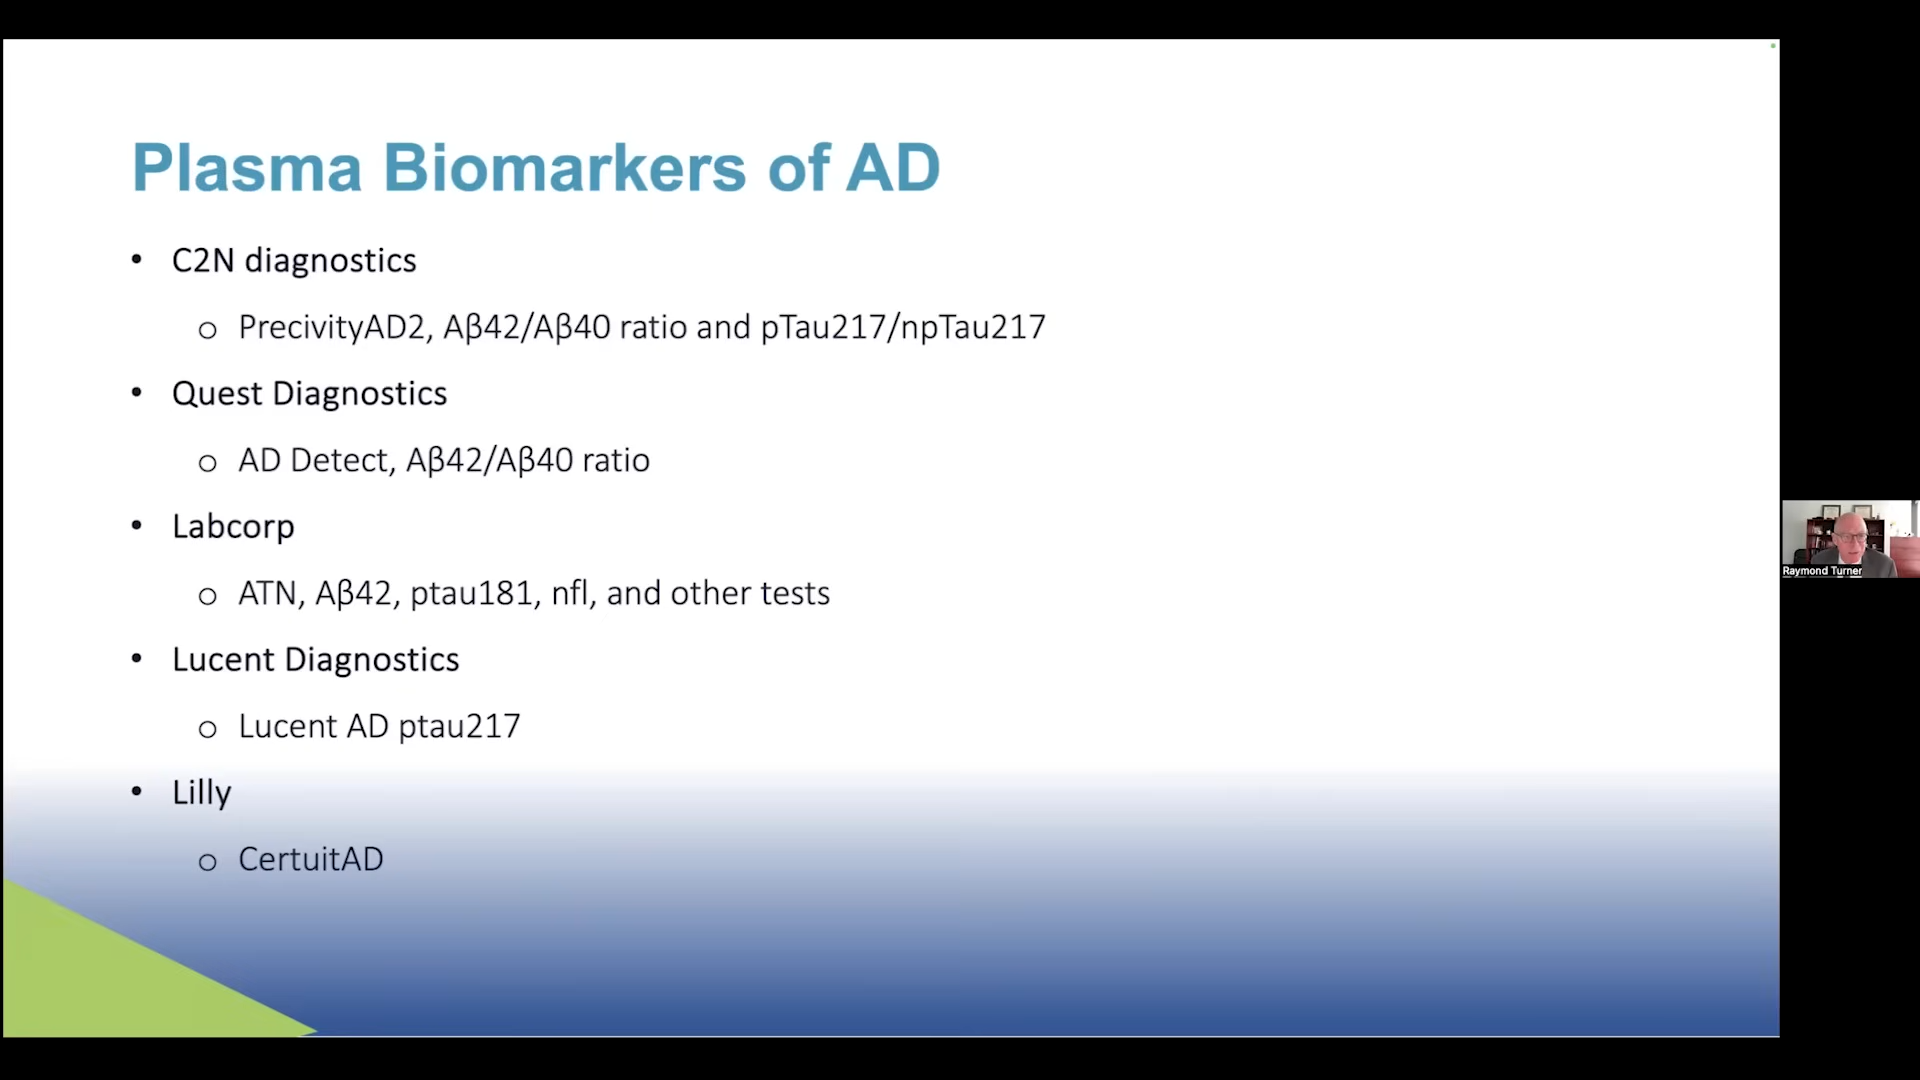 Plasma Biomarkers of AD
• C2N diagnostics
o PrecivityAD2, Aβ42/Aβ40 ratio and pTau217/npTau217
• Quest Diagnostics
o AD Detect, Aβ42/Aβ40 ratio
• Labcorp
o ATN, Aβ42, ptau181, nfl, and other tests
• Lucent Diagnostics
o Lucent AD ptau217
• Lilly
o CertuitAD
Raymond Turner